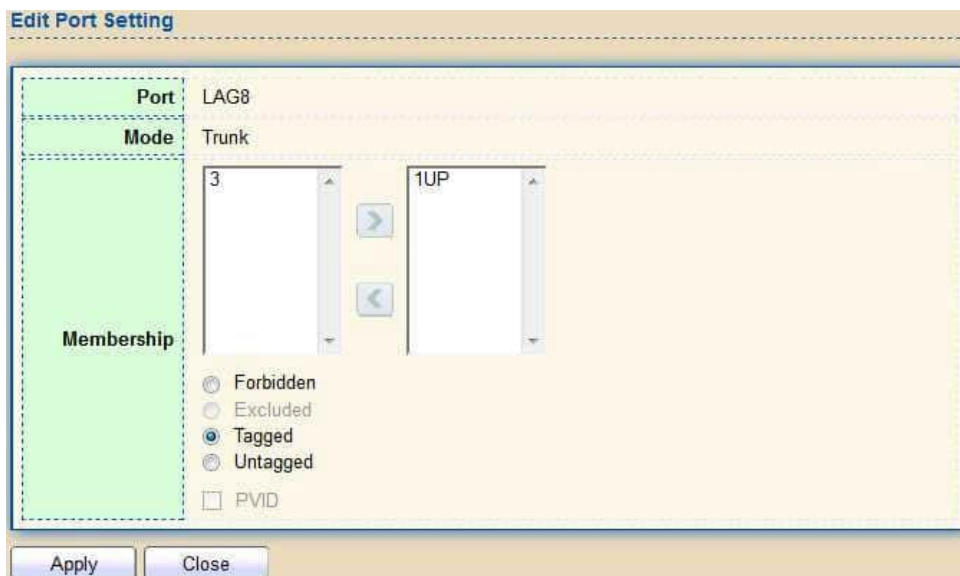 Edit Port Setting
Port LAG8
Mode Trunk
Membership
3 1UP
Forbidden
Excluded
Tagged
Untagged
PVID
Apply Close